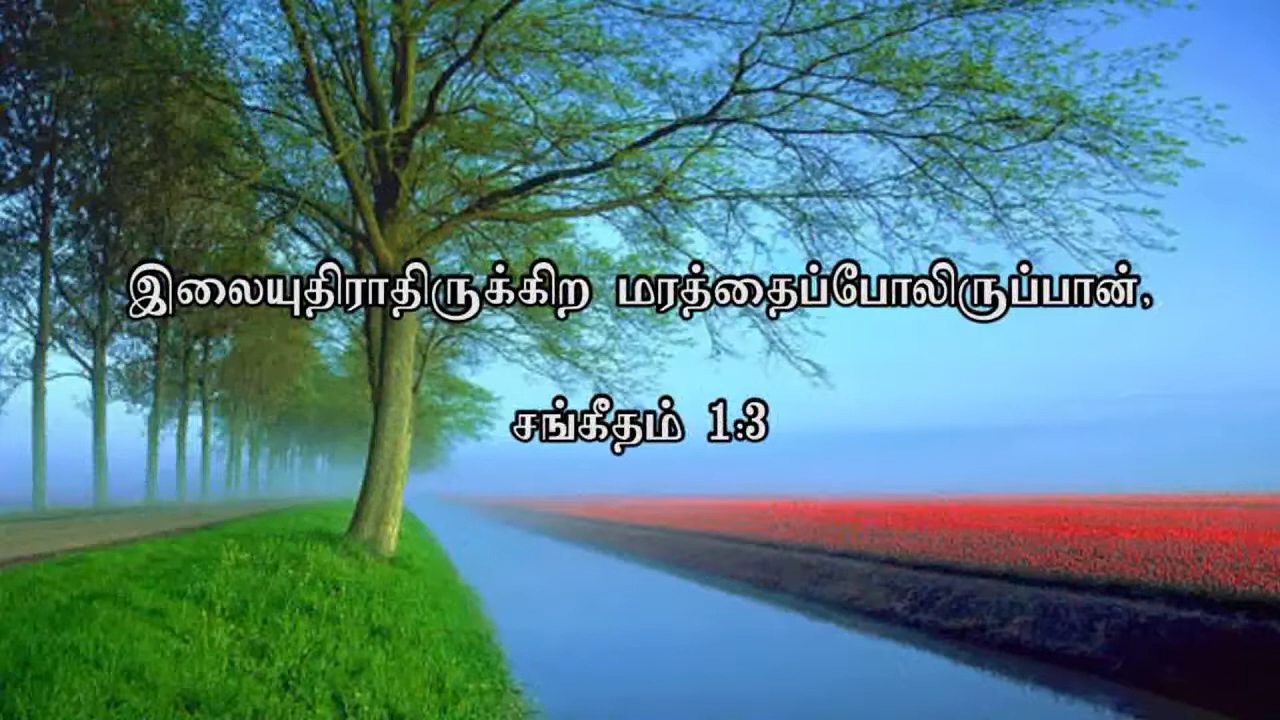 இலையுதிராதிருக்கிற மரத்தைப்போலிருப்பான்,
சங்கீதம் 1:3